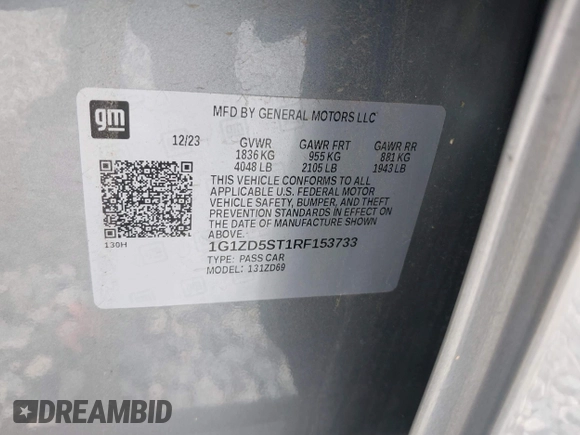 gm
MFD BY GENERAL MOTORS LLC
12/23 GVWR GAWR FRT GAWR RR
1836 KG 955 KG 881 KG
4048 LB 2105 LB 1943 LB
THIS VEHICLE CONFORMS TO ALL
APPLICABLE U.S. FEDERAL MOTOR
VEHICLE SAFETY, BUMPER, AND THEFT
PREVENTION STANDARDS IN EFFECT ON
THE DATE OF MANUFACTURE SHOWN
ABOVE.
130H
1G1ZD5ST1RF153733
TYPE: PASS CAR
MODEL: 131ZD69
DREAMBID